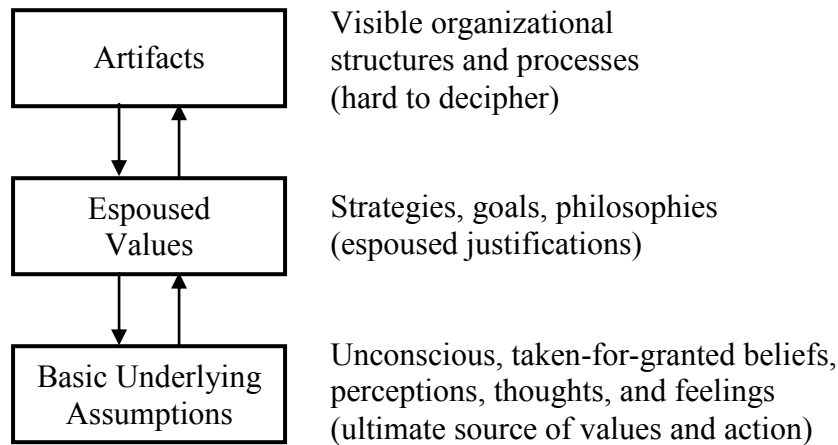 Artifacts
Visible organizational
structures and processes
(hard to decipher)
Espoused
Values
Strategies, goals, philosophies
(espoused justifications)
Basic Underlying
Assumptions
Unconscious, taken-for-granted beliefs,
perceptions, thoughts, and feelings
(ultimate source of values and action)